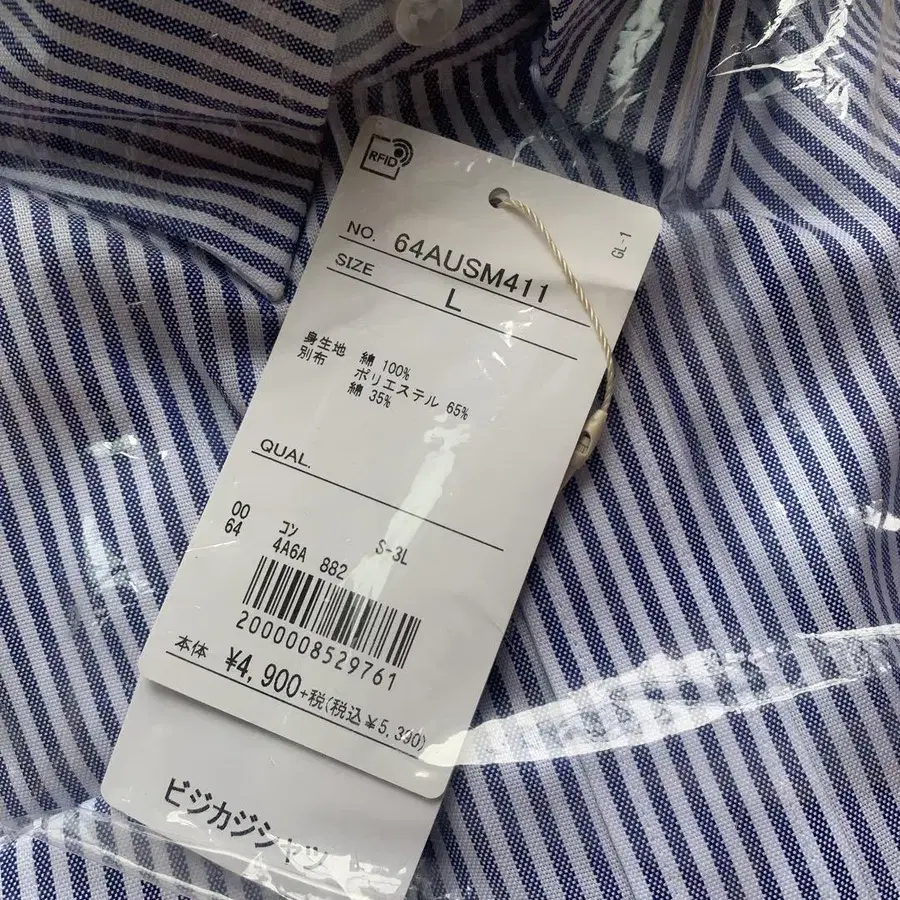 RFID
GL-1
NO. 64AUSM411
SIZE L
身生地 綿 100%
別布 ポリエステル 65%
綿 35%
QUAL.
00 コン S-3L
64 4A6A 882
2000008529761
本体 ¥4,900+税(税込¥5,390)
ビジカジシャツ